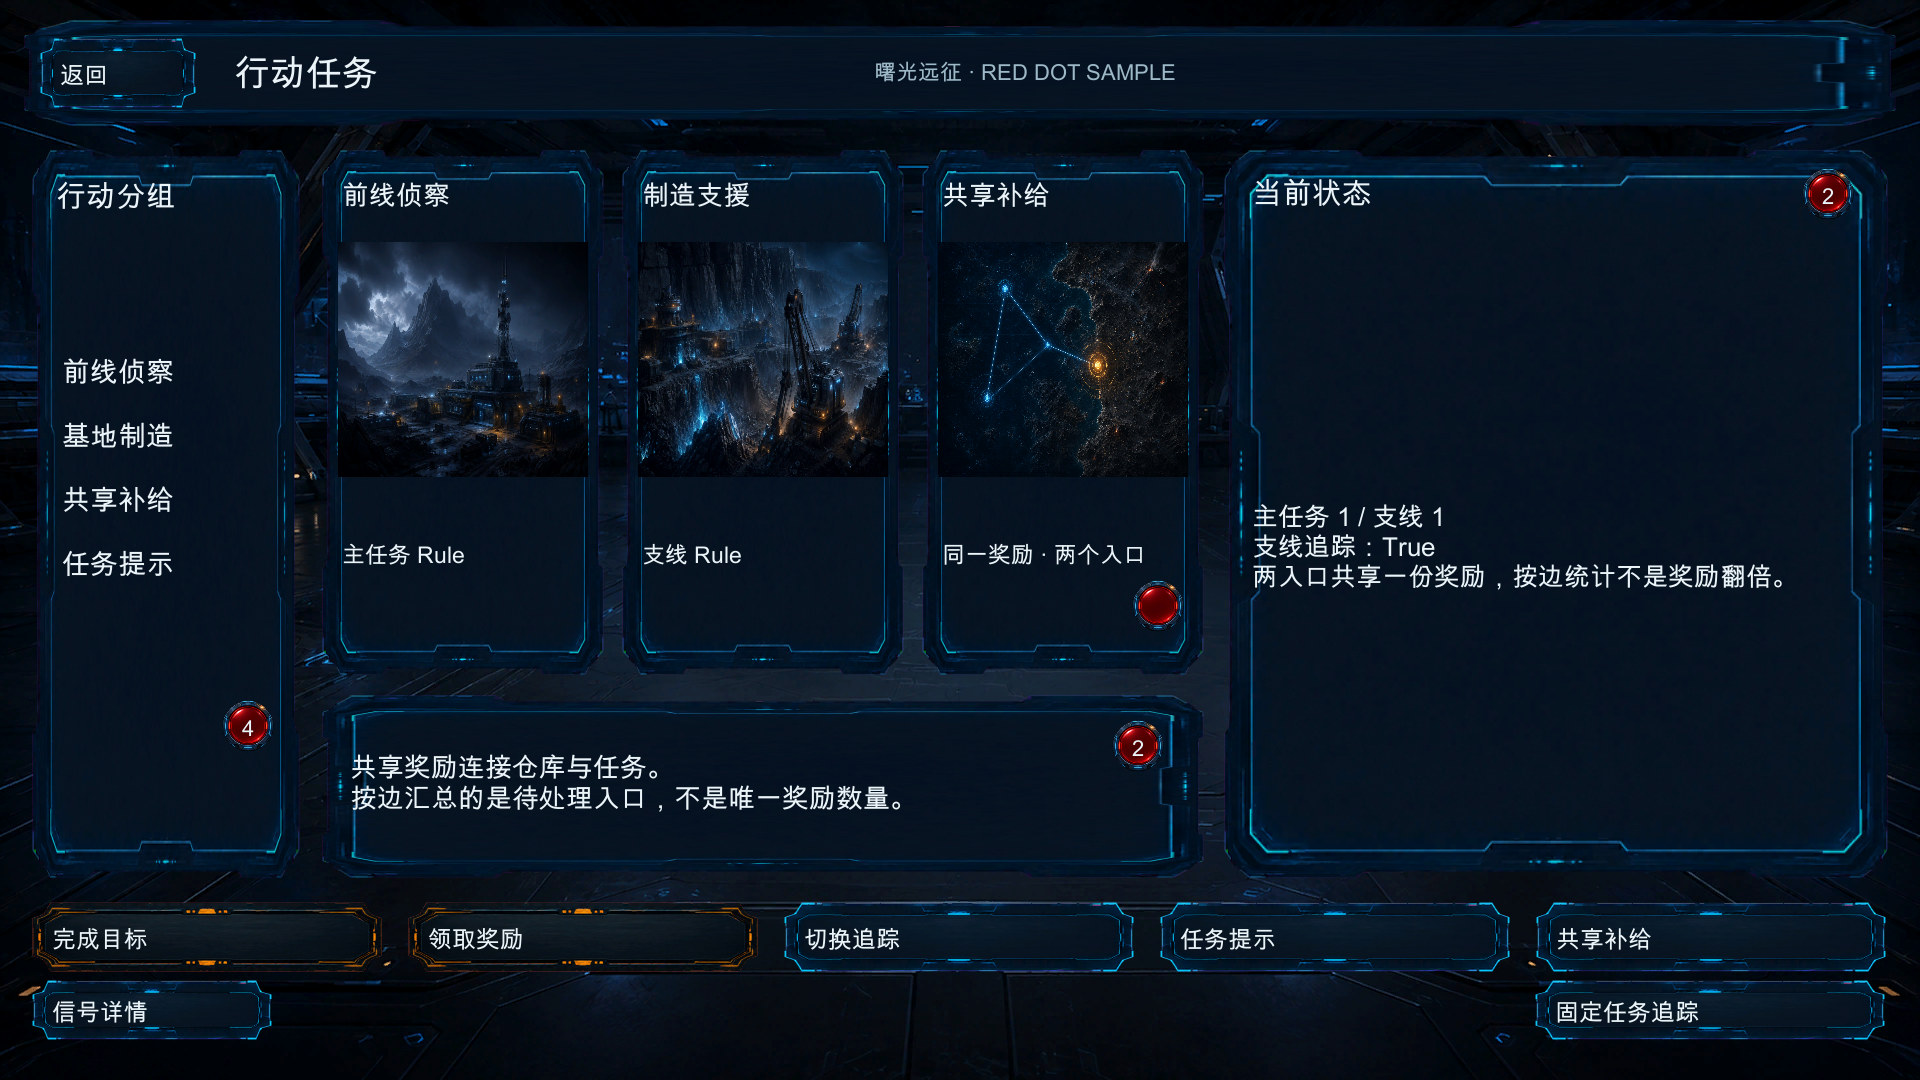 返回
行动任务
曙光远征 · RED DOT SAMPLE
行动分组
前线侦察
基地制造
共享补给
任务提示
4
前线侦察
主任务 Rule
制造支援
支线 Rule
共享补给
同一奖励 · 两个入口
共享奖励连接仓库与任务。
按边汇总的是待处理入口，不是唯一奖励数量。
2
当前状态
2
主任务 1 / 支线 1
支线追踪：True
两入口共享一份奖励，按边统计不是奖励翻倍。
完成目标
领取奖励
切换追踪
任务提示
共享补给
信号详情
固定任务追踪